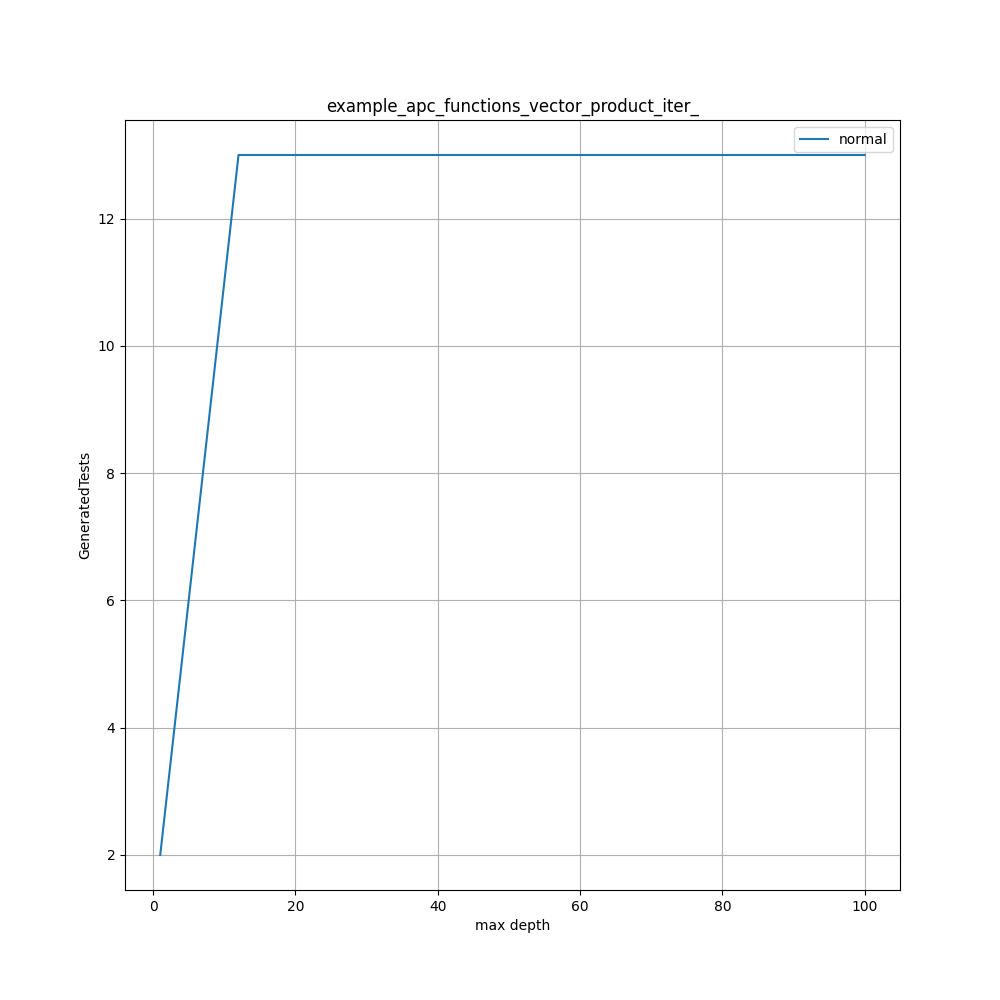 example_apc_functions_vector_product_iter_
normal
GeneratedTests
12
10
8
6
4
2
0 20 40 60 80 100
max depth